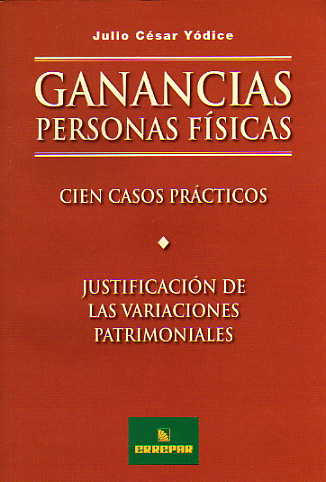 Julio César Yódice
GANANCIAS
PERSONAS FÍSICAS
CIEN CASOS PRÁCTICOS
JUSTIFICACIÓN DE
LAS VARIACIONES
PATRIMONIALES
ERREPAR